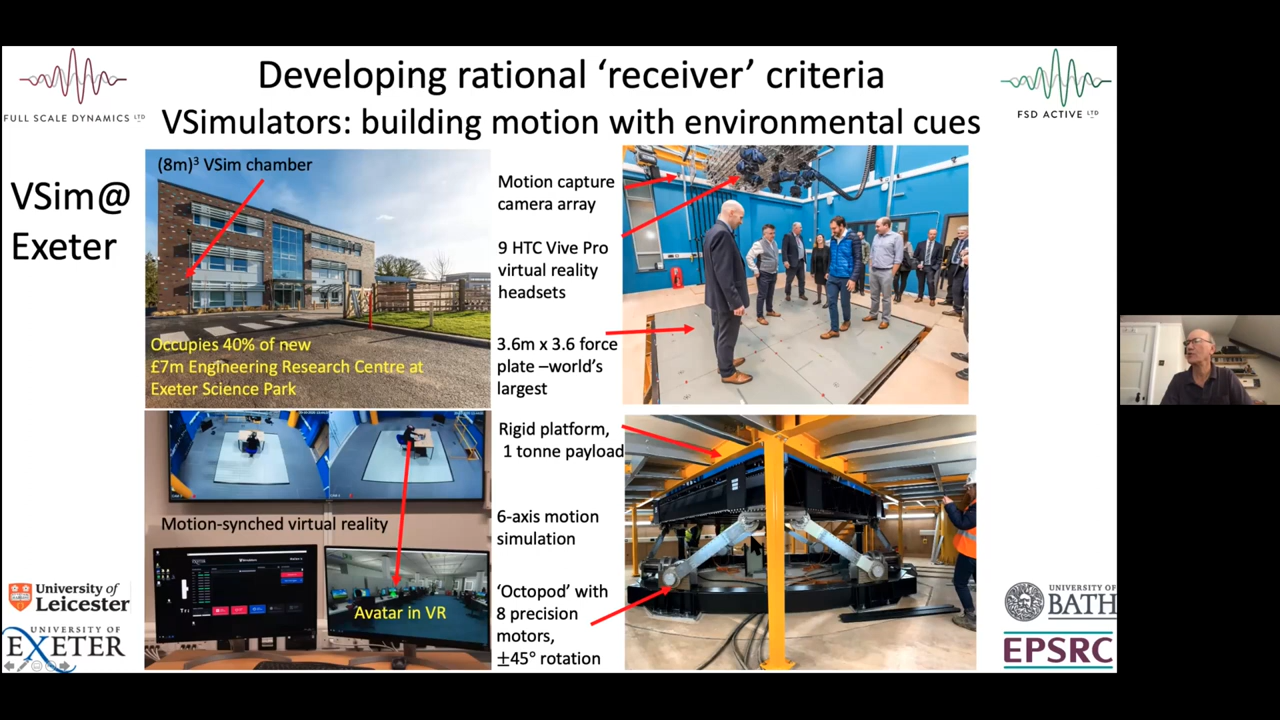 Developing rational ‘receiver’ criteria
VSimulators: building motion with environmental cues
FULL SCALE DYNAMICS LTD
FSD ACTIVE LTD
VSim@
Exeter
(8m)³ VSim chamber
Occupies 40% of new
£7m Engineering Research Centre at
Exeter Science Park
Motion capture
camera array
9 HTC Vive Pro
virtual reality
headsets
3.6m x 3.6 force
plate –world’s
largest
Motion-synched virtual reality
Avatar in VR
Rigid platform,
1 tonne payload
6-axis motion
simulation
‘Octopod’ with
8 precision
motors,
±45° rotation
University of
Leicester
UNIVERSITY OF
EXETER
UNIVERSITY OF
BATH
EPSRC